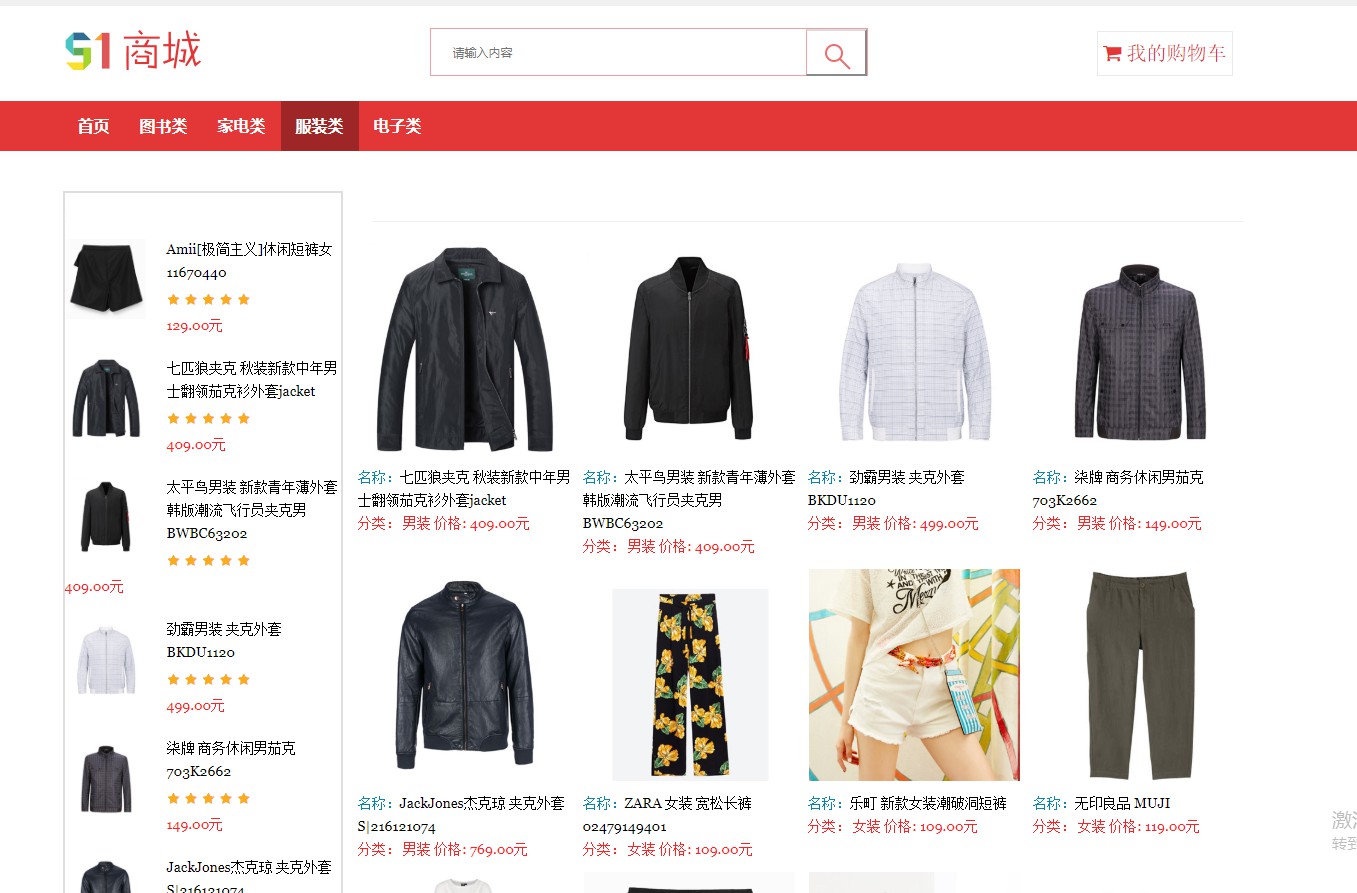 S1 商城
请输入内容
我的购物车
首页 图书类 家电类 服装类 电子类
Amii[极简主义]休闲短裤女
11670440
129.00元
七匹狼夹克 秋装新款中年男
士翻领茄克衫外套jacket
409.00元
太平鸟男装 新款青年薄外套
韩版潮流飞行员夹克男
BWBC63202
409.00元
劲霸男装 夹克外套
BKDU1120
499.00元
柒牌 商务休闲男茄克
703K2662
149.00元
JackJones杰克琼 夹克外套
S|216121074
名称：七匹狼夹克 秋装新款中年男
士翻领茄克衫外套jacket
分类：男装 价格: 409.00元
名称：太平鸟男装 新款青年薄外套
韩版潮流飞行员夹克男
BWBC63202
分类：男装 价格: 409.00元
名称：劲霸男装 夹克外套
BKDU1120
分类：男装 价格: 499.00元
名称：柒牌 商务休闲男茄克
703K2662
分类：男装 价格: 149.00元
名称：JackJones杰克琼 夹克外套
S|216121074
分类：男装 价格: 769.00元
名称：ZARA 女装 宽松长裤
02479149401
分类：女装 价格: 109.00元
名称：乐町 新款女装潮破洞短裤
分类：女装 价格: 109.00元
名称：无印良品 MUJI
分类：女装 价格: 119.00元
转到